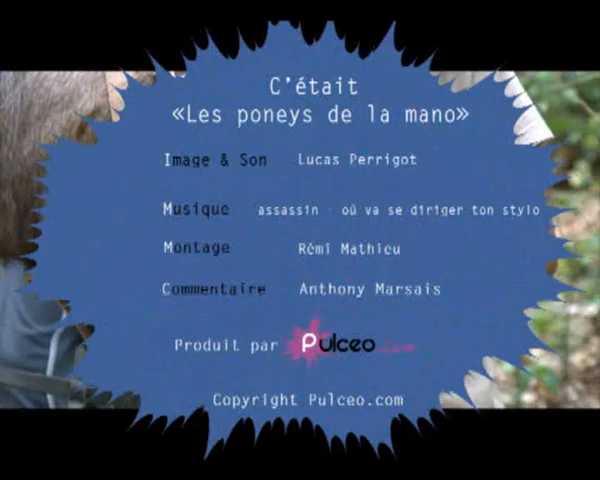 C'était
«Les poneys de la mano»
Image & Son Lucas Perrigot
Musique assassin - où va se diriger ton stylo
Montage Rémi Mathieu
Commentaire Anthony Marsais
Produit par Pulceo.com
Copyright Pulceo.com